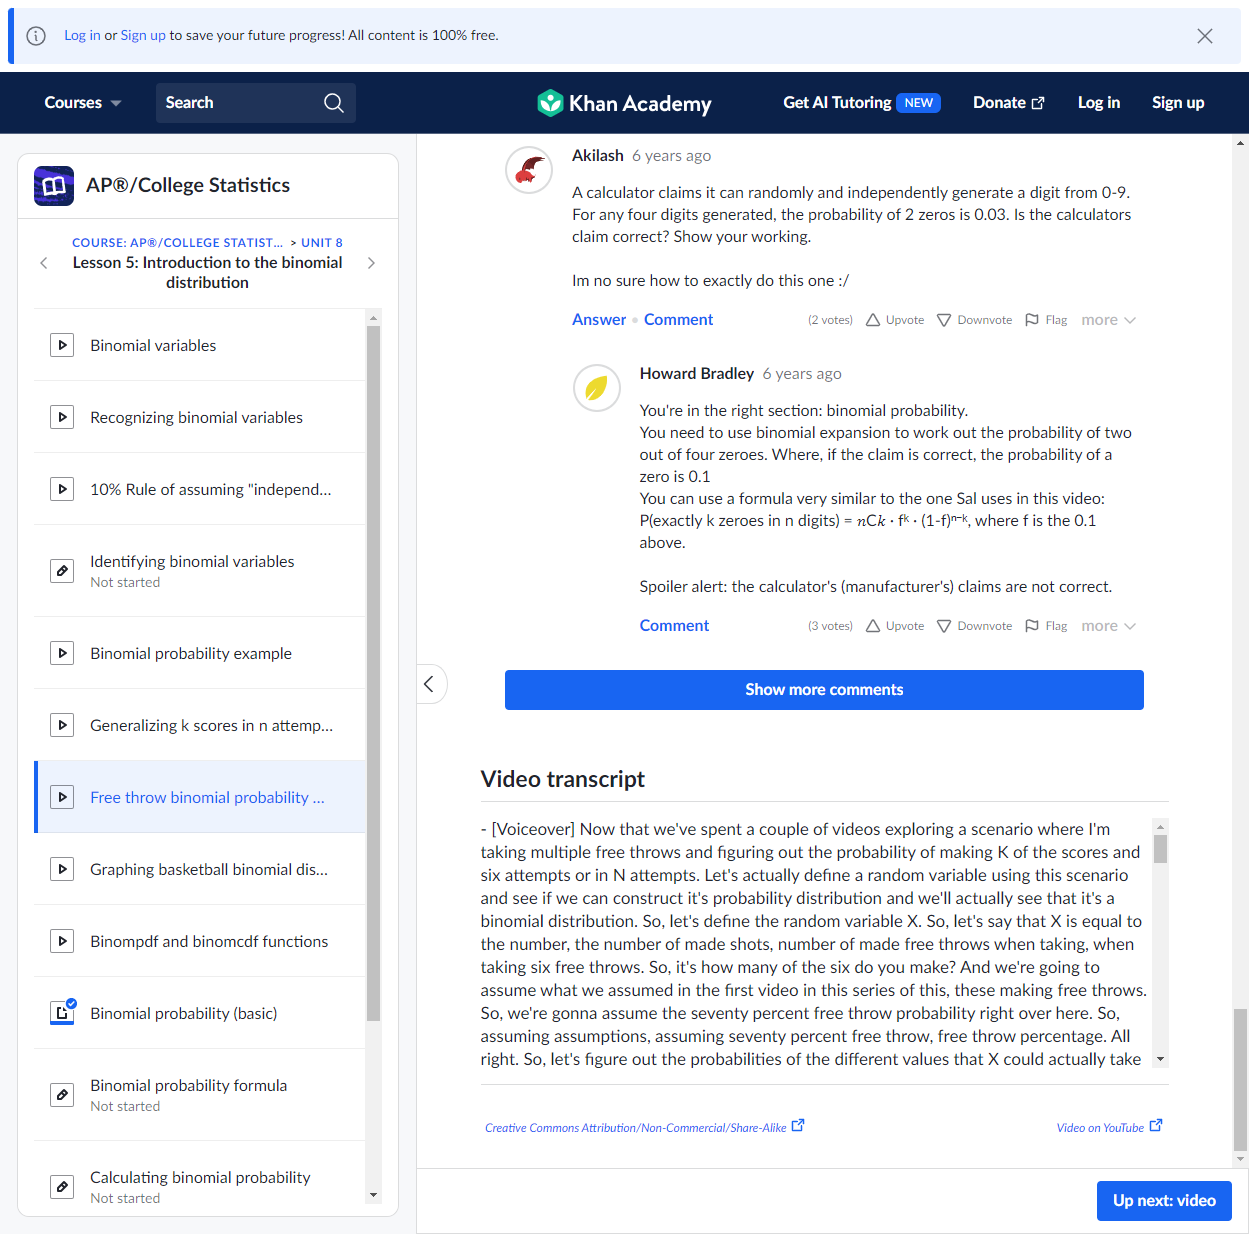 Log in or Sign up to save your future progress! All content is 100% free.
Courses
Search
Khan Academy
Get AI Tutoring NEW
Donate
Log in
Sign up
AP®/College Statistics
COURSE: AP®/COLLEGE STATIST... > UNIT 8
Lesson 5: Introduction to the binomial
distribution
Binomial variables
Recognizing binomial variables
10% Rule of assuming "independ...
Identifying binomial variables
Not started
Binomial probability example
Generalizing k scores in n attemp...
Free throw binomial probability ...
Graphing basketball binomial dis...
Binompdf and binomcdf functions
Binomial probability (basic)
Binomial probability formula
Not started
Calculating binomial probability
Not started
Akilash 6 years ago
A calculator claims it can randomly and independently generate a digit from 0-9.
For any four digits generated, the probability of 2 zeros is 0.03. Is the calculators
claim correct? Show your working.
Im no sure how to exactly do this one :/
Answer • Comment
(2 votes) Upvote Downvote Flag more
Howard Bradley 6 years ago
You're in the right section: binomial probability.
You need to use binomial expansion to work out the probability of two
out of four zeroes. Where, if the claim is correct, the probability of a
zero is 0.1
You can use a formula very similar to the one Sal uses in this video:
P(exactly k zeroes in n digits) = 𝑛C𝑘 · fᵏ · (1-f)ⁿ⁻ᵏ, where f is the 0.1
above.
Spoiler alert: the calculator's (manufacturer's) claims are not correct.
Comment
(3 votes) Upvote Downvote Flag more
Show more comments
Video transcript
- [Voiceover] Now that we've spent a couple of videos exploring a scenario where I'm
taking multiple free throws and figuring out the probability of making K of the scores and
six attempts or in N attempts. Let's actually define a random variable using this scenario
and see if we can construct it's probability distribution and we'll actually see that it's a
binomial distribution. So, let's define the random variable X. So, let's say that X is equal to
the number, the number of made shots, number of made free throws when taking, when
taking six free throws. So, it's how many of the six do you make? And we're going to
assume what we assumed in the first video in this series of this, these making free throws.
So, we're gonna assume the seventy percent free throw probability right over here. So,
assuming assumptions, assuming seventy percent free throw, free throw percentage. All
right. So, let's figure out the probabilities of the different values that X could actually take
Creative Commons Attribution/Non-Commercial/Share-Alike
Video on YouTube
Up next: video